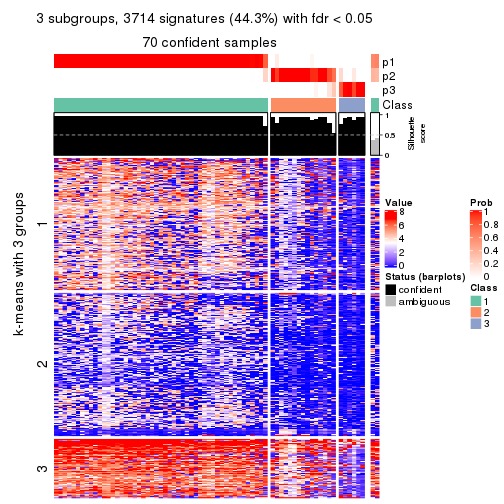 3 subgroups, 3714 signatures (44.3%) with fdr < 0.05
70 confident samples
p1
p2
p3
Class
1
0.5
0
Silhouette
score
k-means with 3 groups
1
2
3
Value
8
6
4
2
0
Status (barplots)
confident
ambiguous
Prob
1
0.8
0.6
0.4
0.2
0
Class
1
2
3